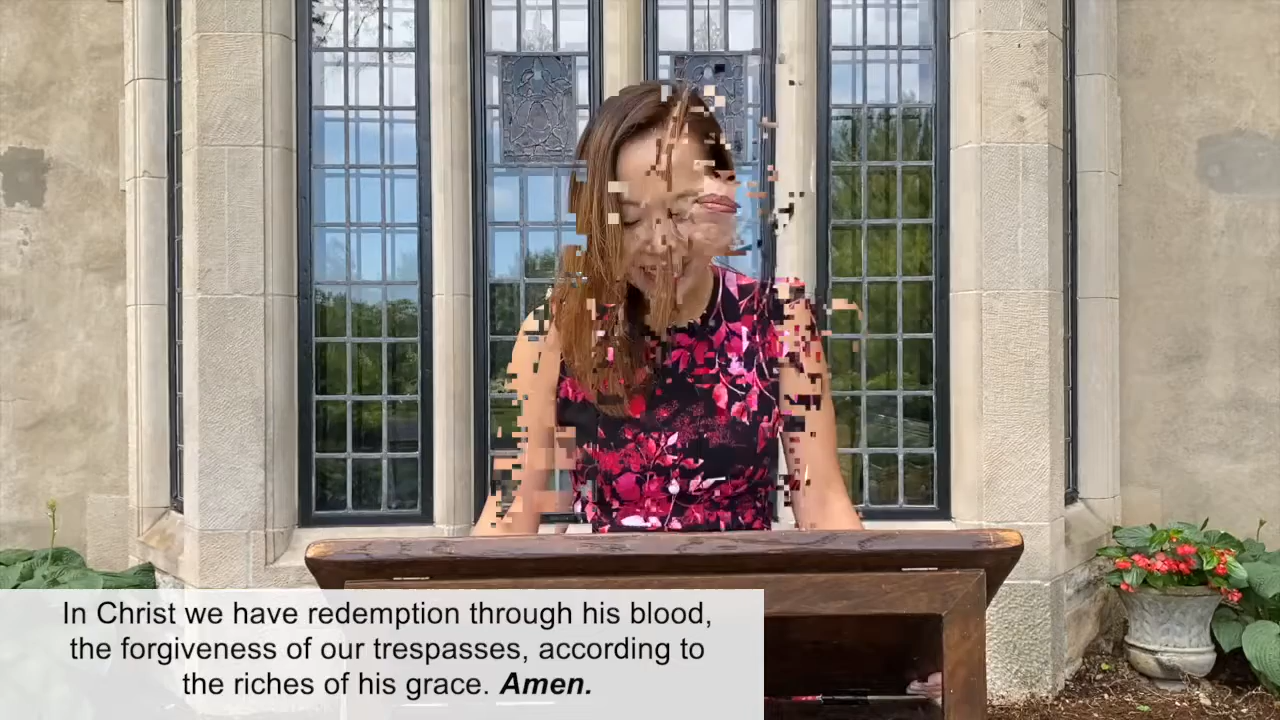 In Christ we have redemption through his blood,
the forgiveness of our trespasses, according to
the riches of his grace. Amen.